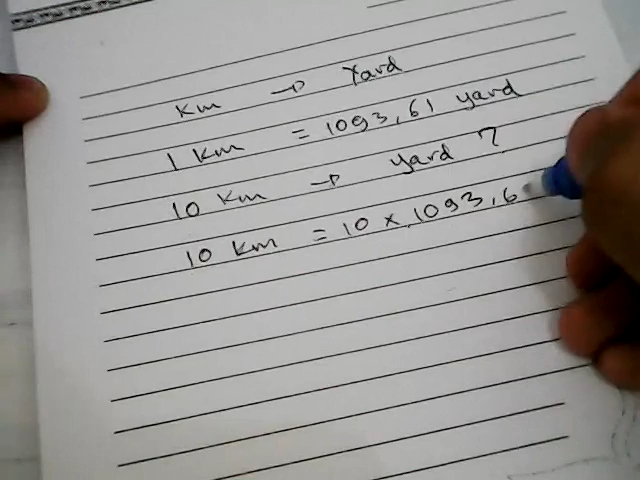 Km → Yard
1 Km = 1093,61 yard
10 Km → yard ?
10 Km = 10 x 1093,6